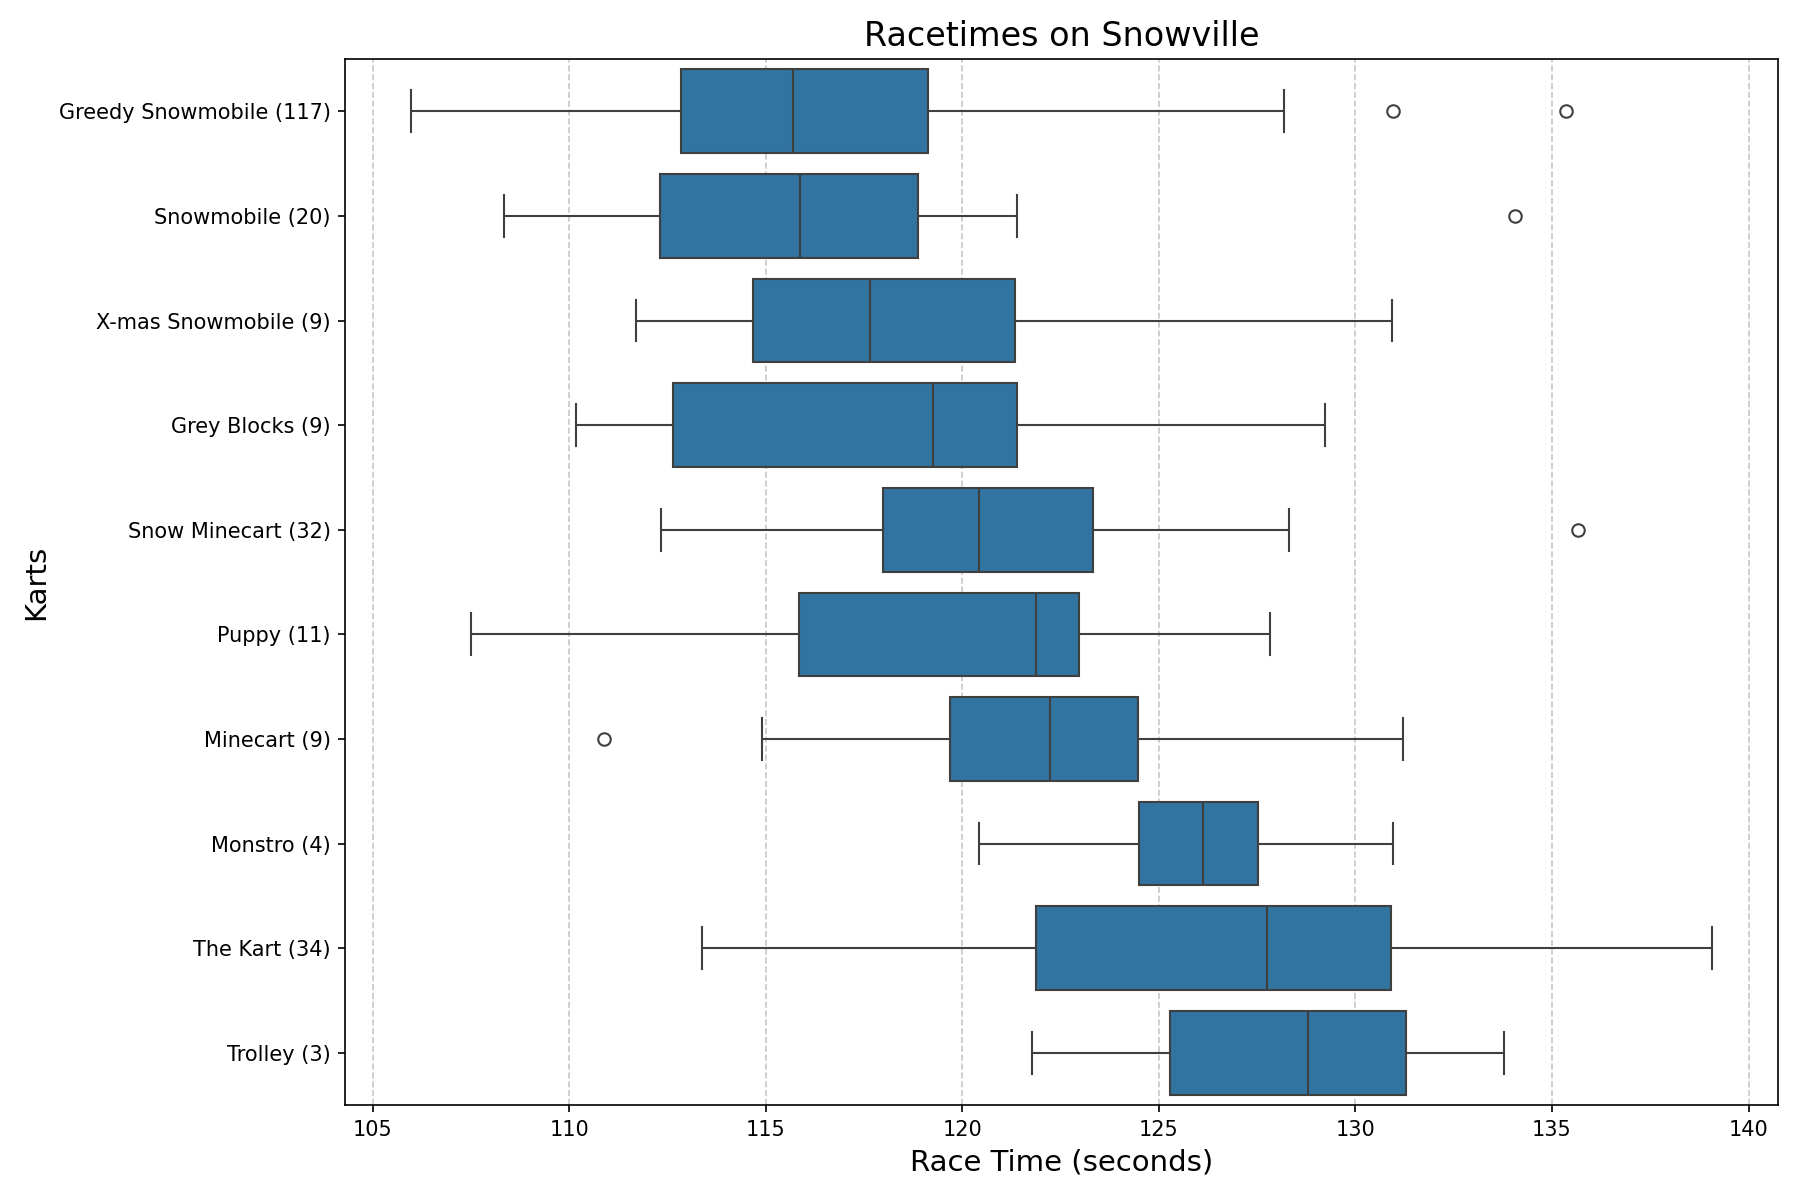 Racetimes on Snowville
Greedy Snowmobile (117)
Snowmobile (20)
X-mas Snowmobile (9)
Grey Blocks (9)
Snow Minecart (32)
Puppy (11)
Minecart (9)
Monstro (4)
The Kart (34)
Trolley (3)
Karts
105 110 115 120 125 130 135 140
Race Time (seconds)